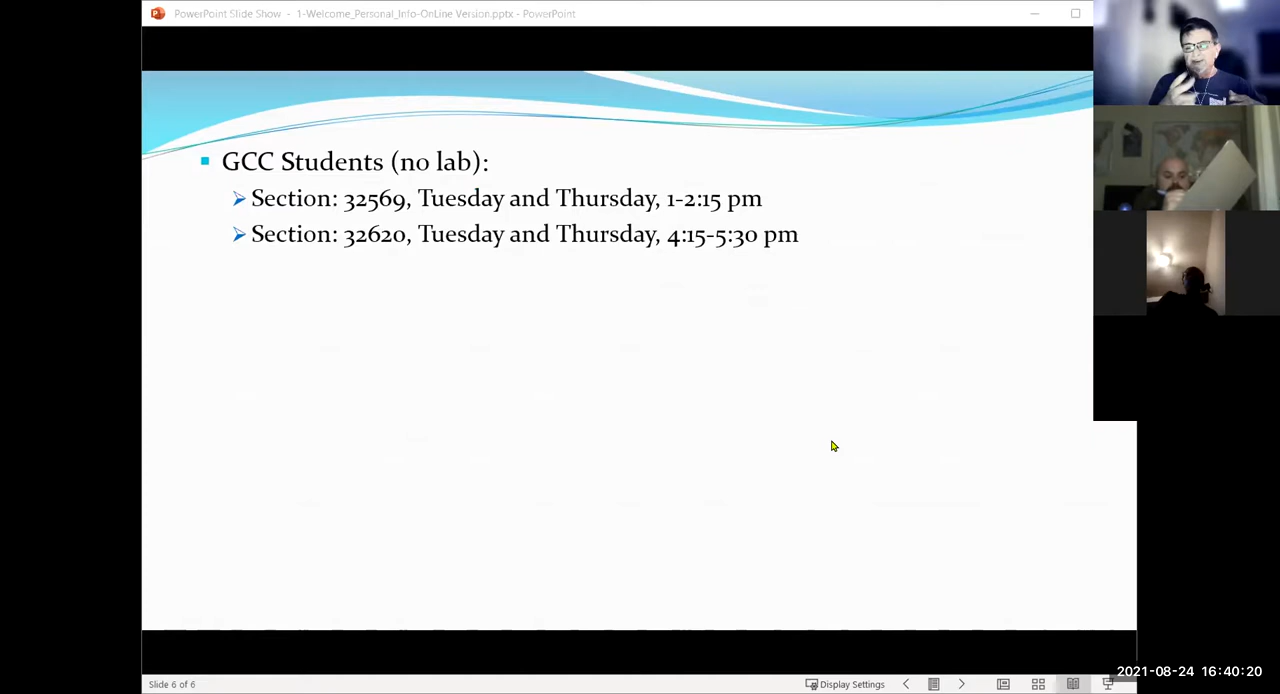 PowerPoint Slide Show - 1-Welcome_Personal_Info-OnLine Version.pptx - PowerPoint
GCC Students (no lab):
Section: 32569, Tuesday and Thursday, 1-2:15 pm
Section: 32620, Tuesday and Thursday, 4:15-5:30 pm
2021-08-24 16:40:20
Slide 6 of 6
Display Settings